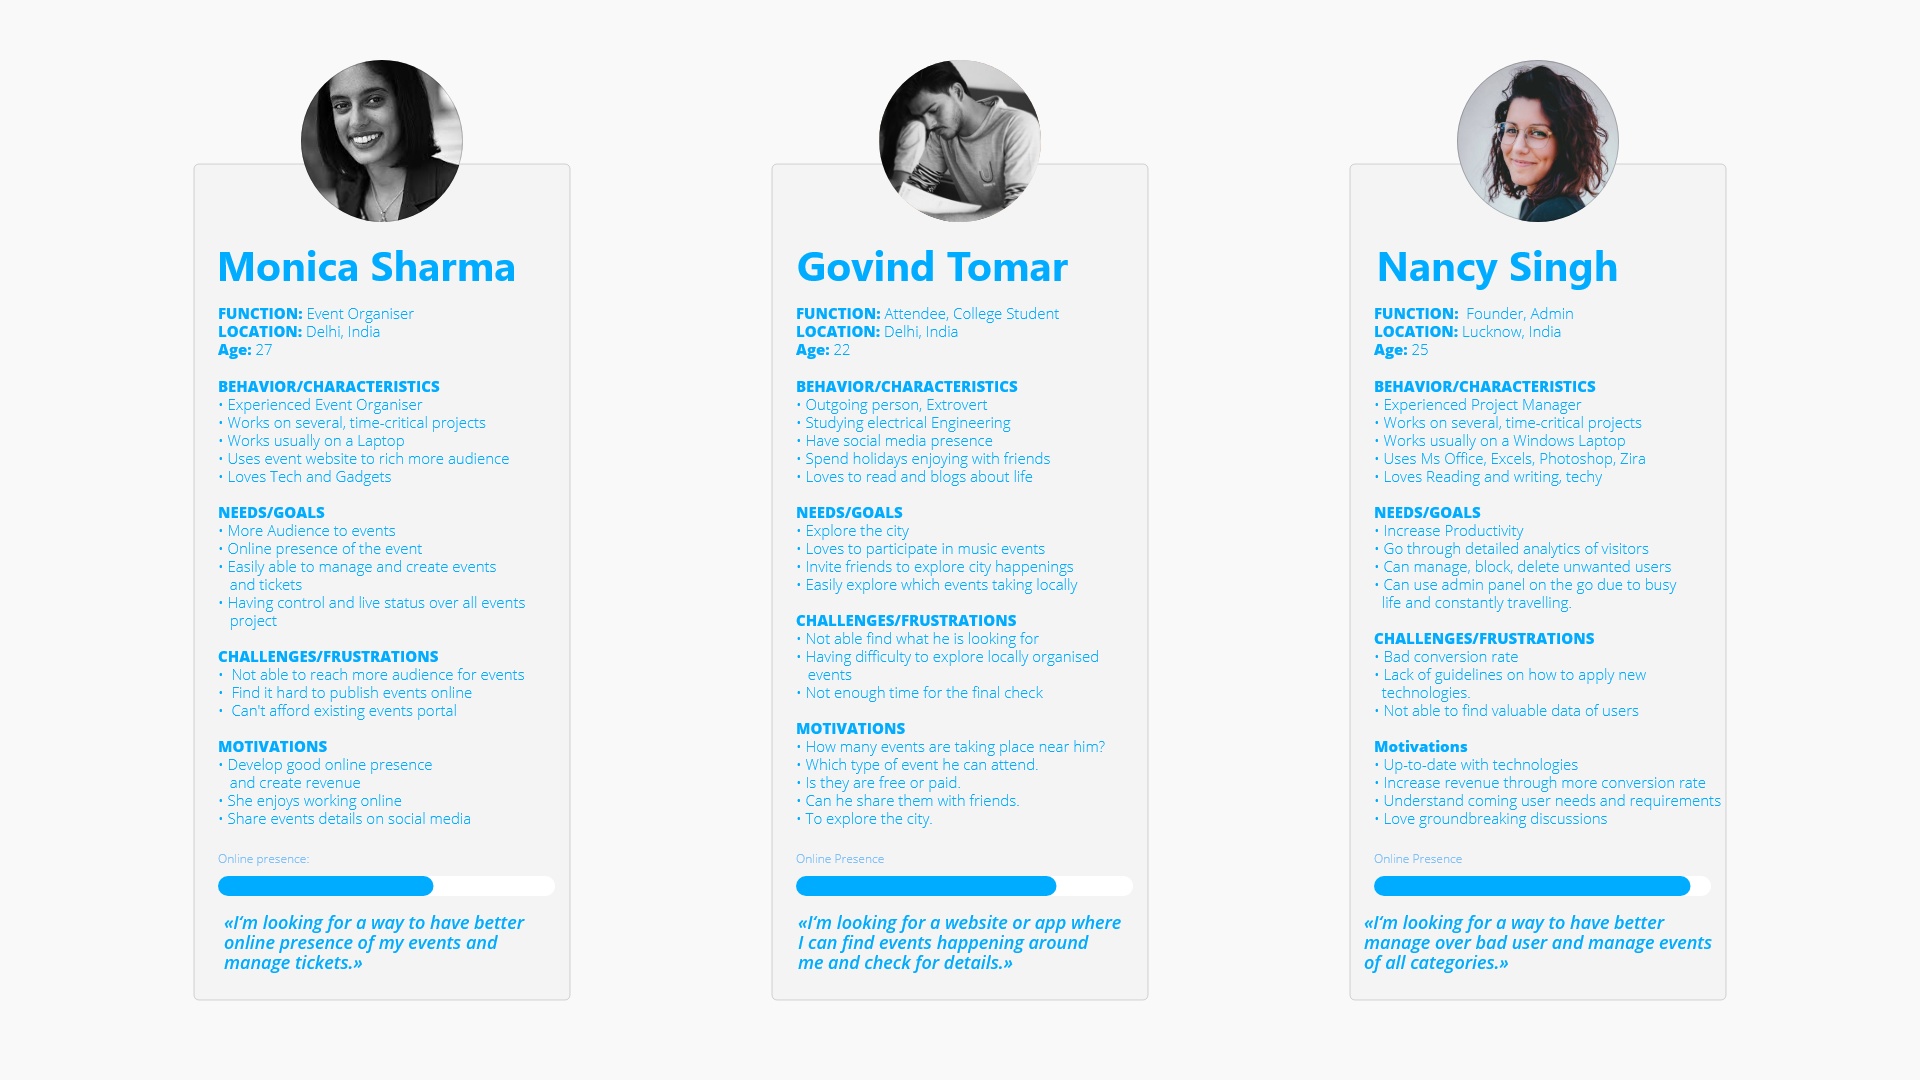 Monica Sharma
FUNCTION: Event Organiser
LOCATION: Delhi, India
Age: 27
BEHAVIOR/CHARACTERISTICS
• Experienced Event Organiser
• Works on several, time-critical projects
• Works usually on a Laptop
• Uses event website to rich more audience
• Loves Tech and Gadgets
NEEDS/GOALS
• More Audience to events
• Online presence of the event
• Easily able to manage and create events
and tickets
• Having control and live status over all events
project
CHALLENGES/FRUSTRATIONS
• Not able to reach more audience for events
• Find it hard to publish events online
• Can't afford existing events portal
MOTIVATIONS
• Develop good online presence
and create revenue
• She enjoys working online
• Share events details on social media
Online presence:
«I'm looking for a way to have better
online presence of my events and
manage tickets.»
Govind Tomar
FUNCTION: Attendee, College Student
LOCATION: Delhi, India
Age: 22
BEHAVIOR/CHARACTERISTICS
• Outgoing person, Extrovert
• Studying electrical Engineering
• Have social media presence
• Spend holidays enjoying with friends
• Loves to read and blogs about life
NEEDS/GOALS
• Explore the city
• Loves to participate in music events
• Invite friends to explore city happenings
• Easily explore which events taking locally
CHALLENGES/FRUSTRATIONS
• Not able find what he is looking for
• Having difficulty to explore locally organised
events
• Not enough time for the final check
MOTIVATIONS
• How many events are taking place near him?
• Which type of event he can attend.
• Is they are free or paid.
• Can he share them with friends.
• To explore the city.
Online Presence
«I'm looking for a website or app where
I can find events happening around
me and check for details.»
Nancy Singh
FUNCTION: Founder, Admin
LOCATION: Lucknow, India
Age: 25
BEHAVIOR/CHARACTERISTICS
• Experienced Project Manager
• Works on several, time-critical projects
• Works usually on a Windows Laptop
• Uses Ms Office, Excels, Photoshop, Zira
• Loves Reading and writing, techy
NEEDS/GOALS
• Increase Productivity
• Go through detailed analytics of visitors
• Can manage, block, delete unwanted users
• Can use admin panel on the go due to busy
life and constantly travelling.
CHALLENGES/FRUSTRATIONS
• Bad conversion rate
• Lack of guidelines on how to apply new
technologies.
• Not able to find valuable data of users
Motivations
• Up-to-date with technologies
• Increase revenue through more conversion rate
• Understand coming user needs and requirements
• Love groundbreaking discussions
Online Presence
«I'm looking for a way to have better
manage over bad user and manage events
of all categories.»